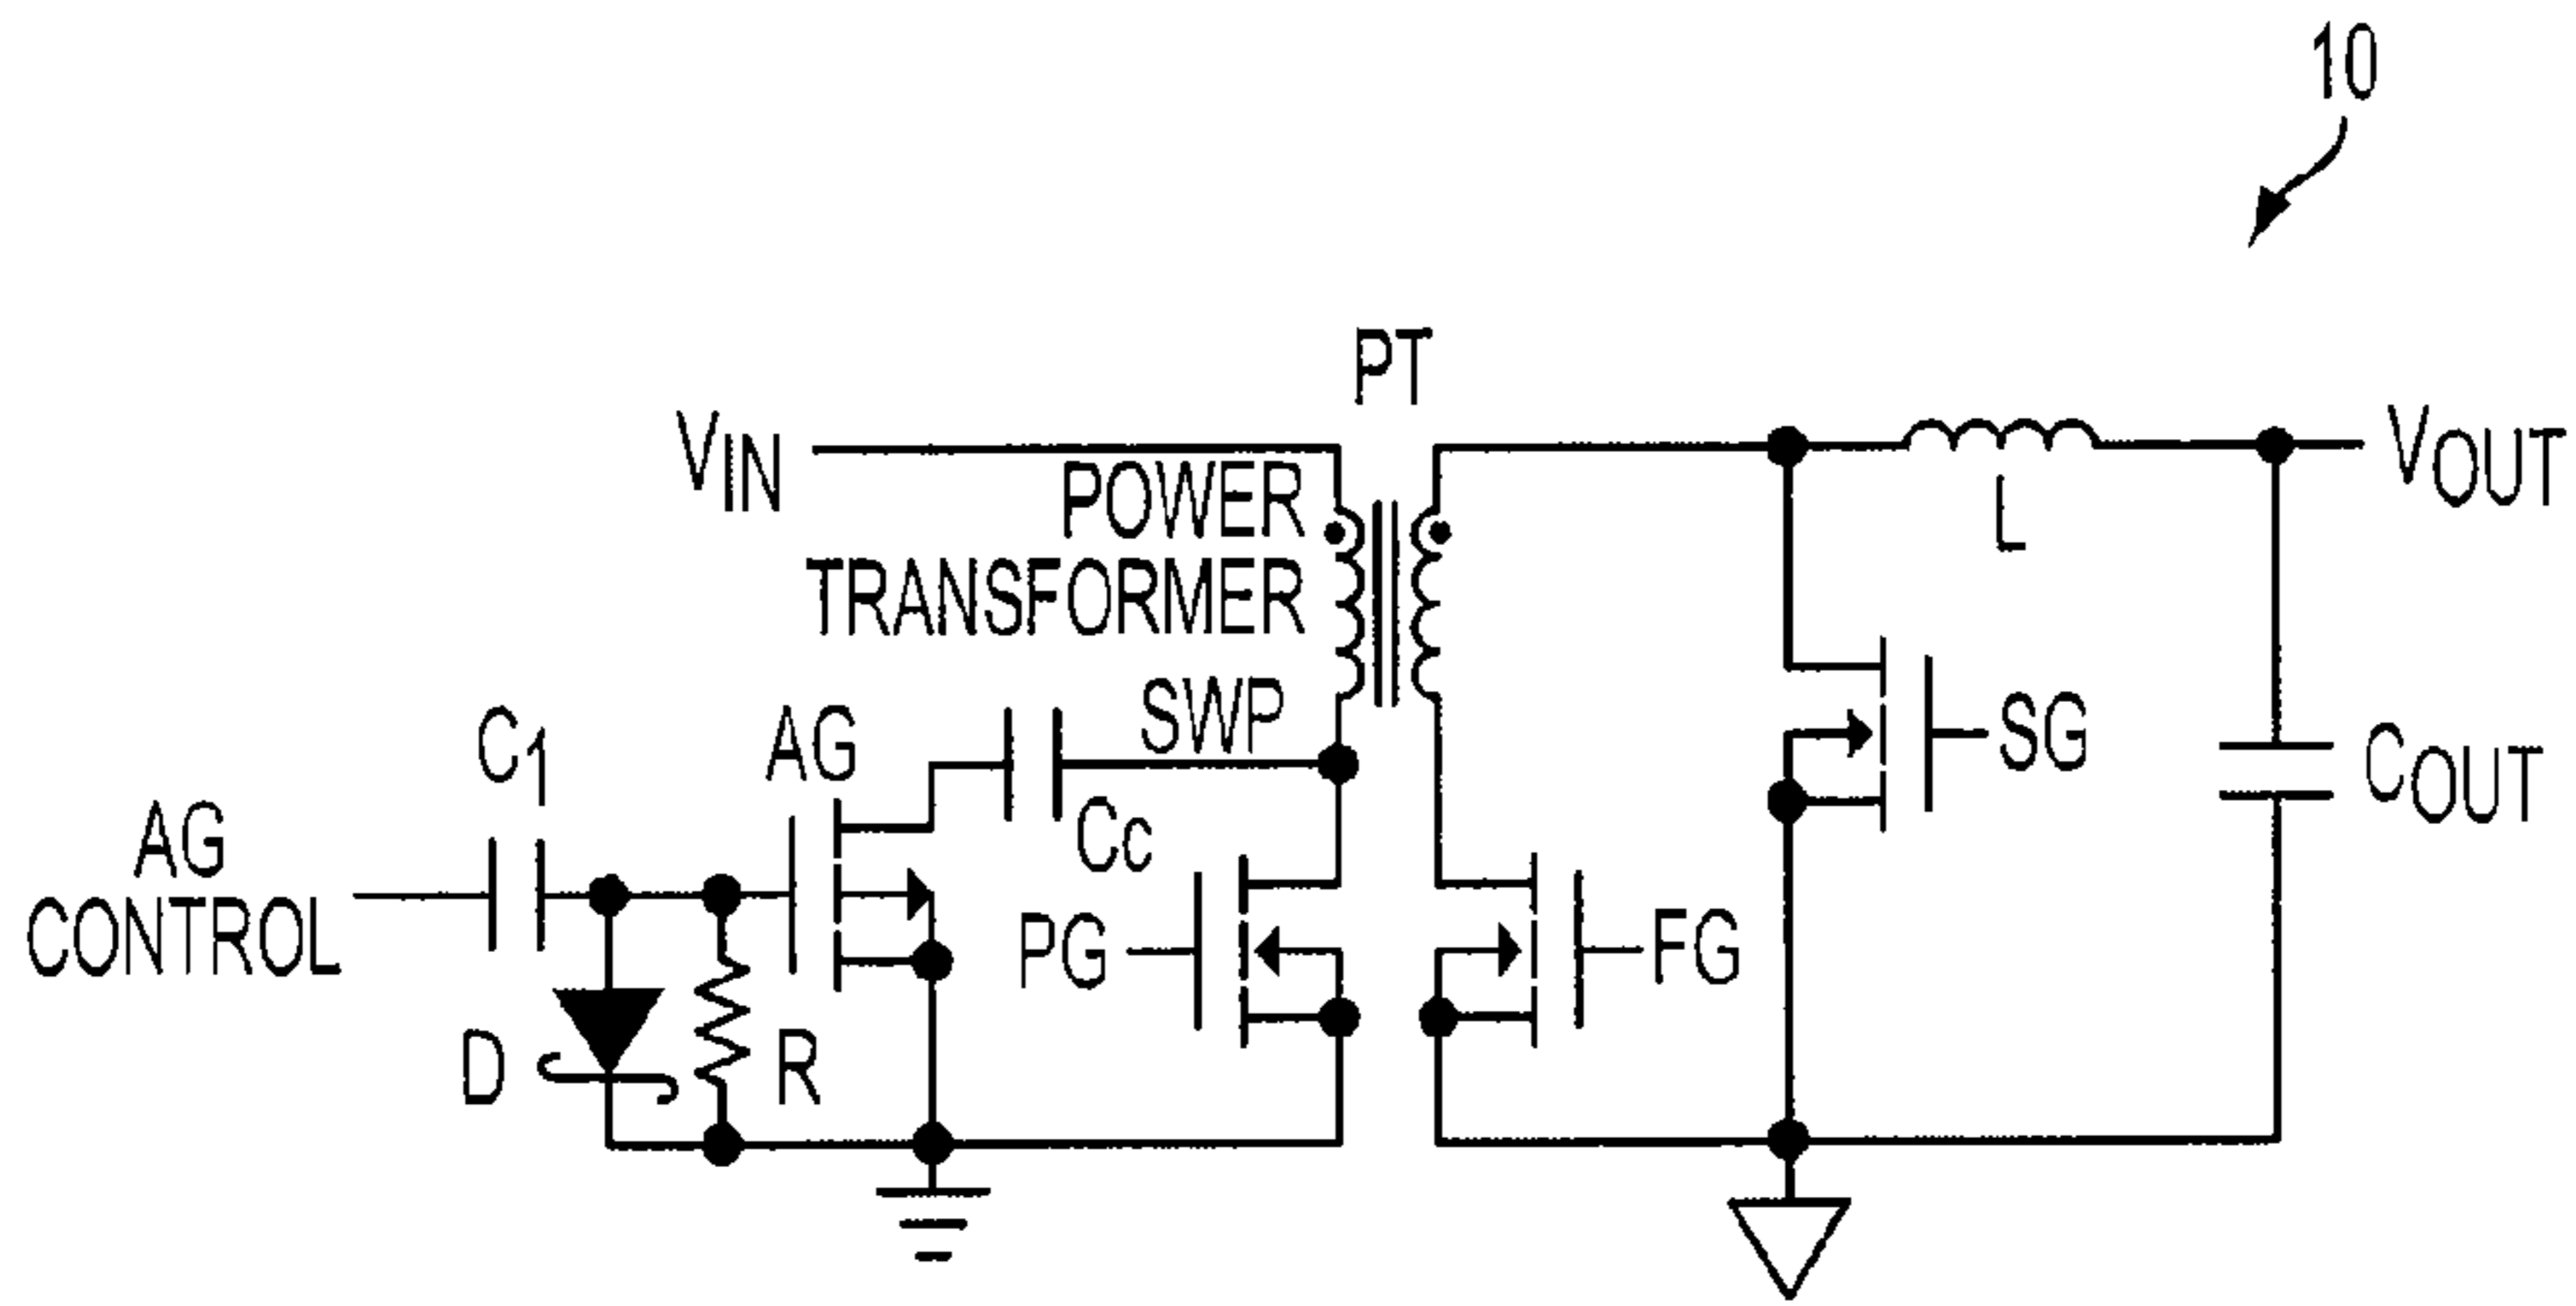 10
PT
VIN
POWER
TRANSFORMER
VOUT
L
SWP
C1
AG
CC
AG
CONTROL
SG
COUT
PG
FG
D
R